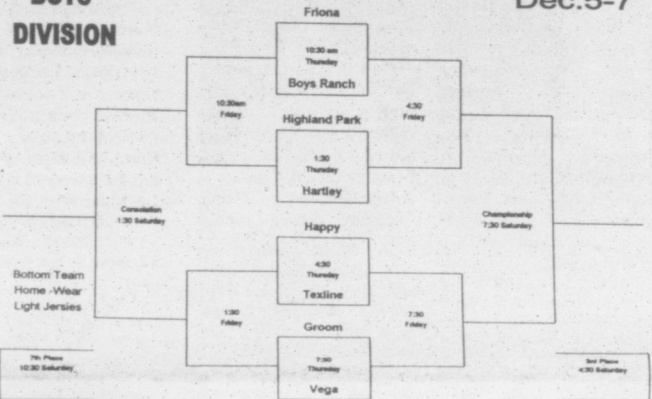 BOYS
DIVISION
Dec.5-7
Friona
10:30 am
Thursday
Boys Ranch
10:30am
Friday
4:30
Friday
Highland Park
1:30
Thursday
Hartley
Consolation
1:30 Saturday
Championship
7:30 Saturday
Happy
4:30
Thursday
Texline
Bottom Team
Home -Wear
Light Jersies
1:30
Friday
7:30
Friday
Groom
7:30
Thursday
Vega
7th Place
10:30 Saturday
3rd Place
4:30 Saturday